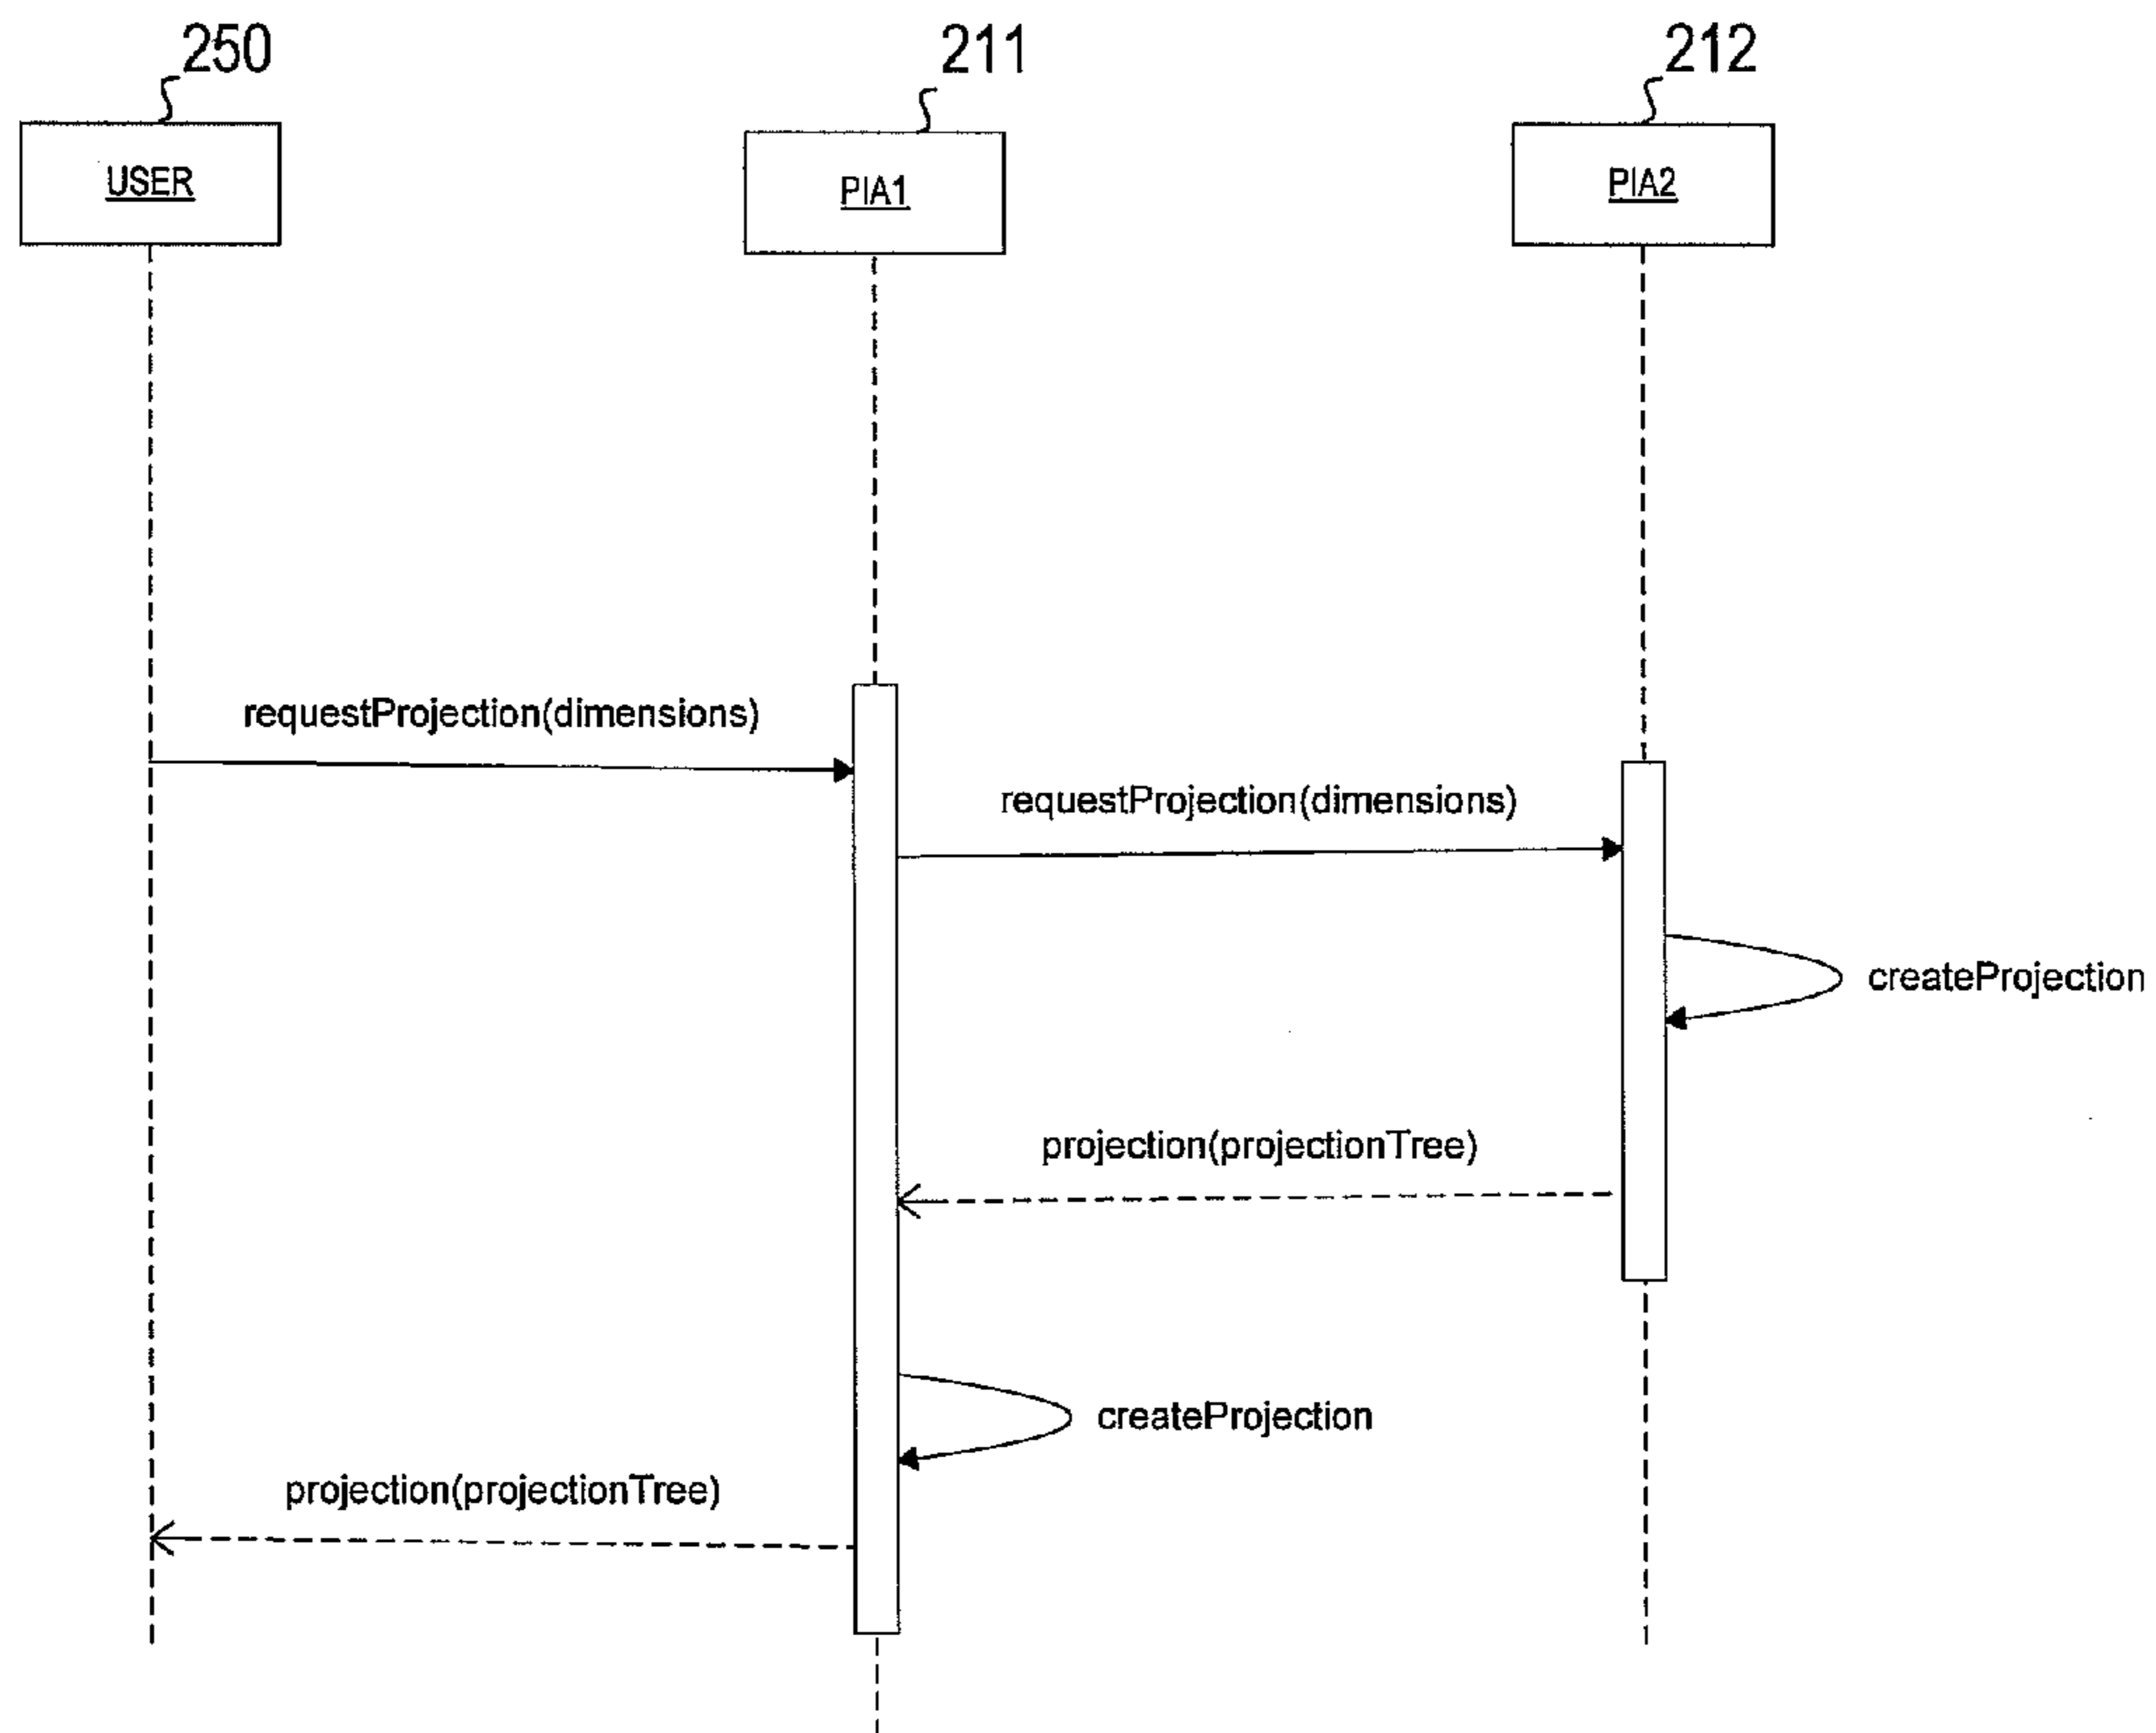 250
211
212
USER
PIA1
PIA2
requestProjection(dimensions)
requestProjection(dimensions)
createProjection
projection(projectionTree)
createProjection
projection(projectionTree)